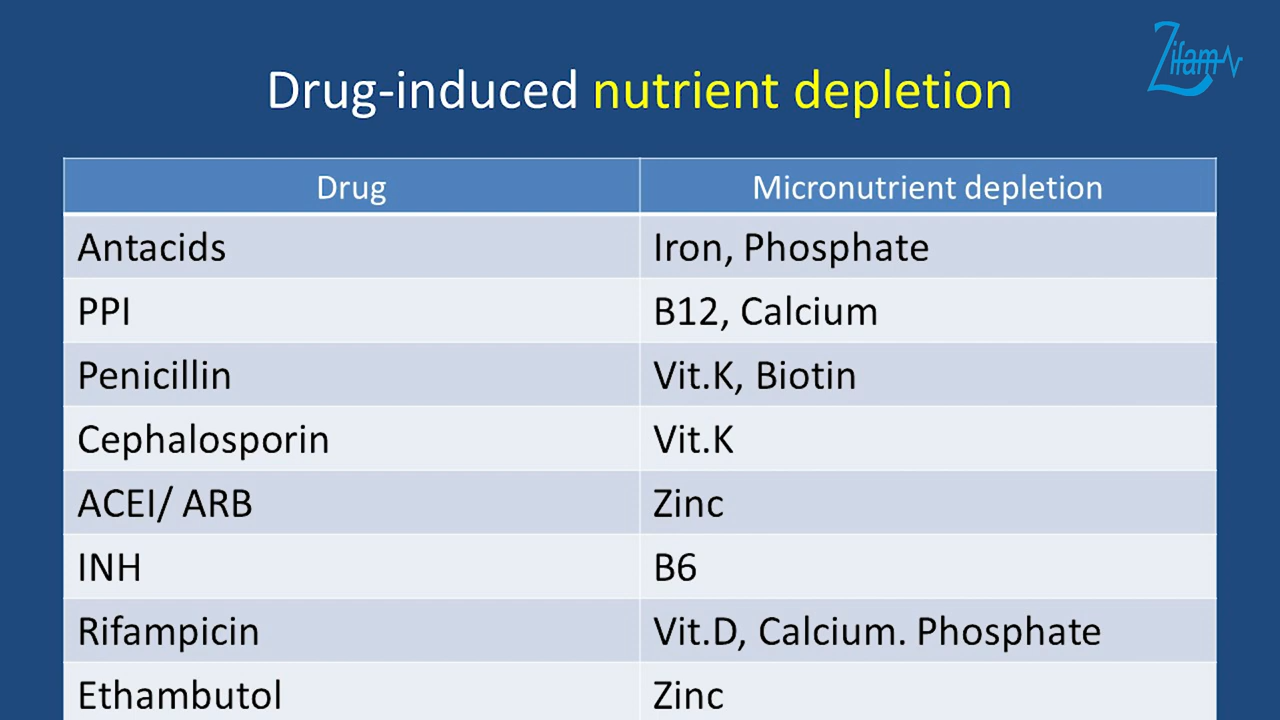 Zifam
Drug-induced nutrient depletion
Drug Micronutrient depletion
Antacids Iron, Phosphate
PPI B12, Calcium
Penicillin Vit.K, Biotin
Cephalosporin Vit.K
ACEI/ ARB Zinc
INH B6
Rifampicin Vit.D, Calcium. Phosphate
Ethambutol Zinc